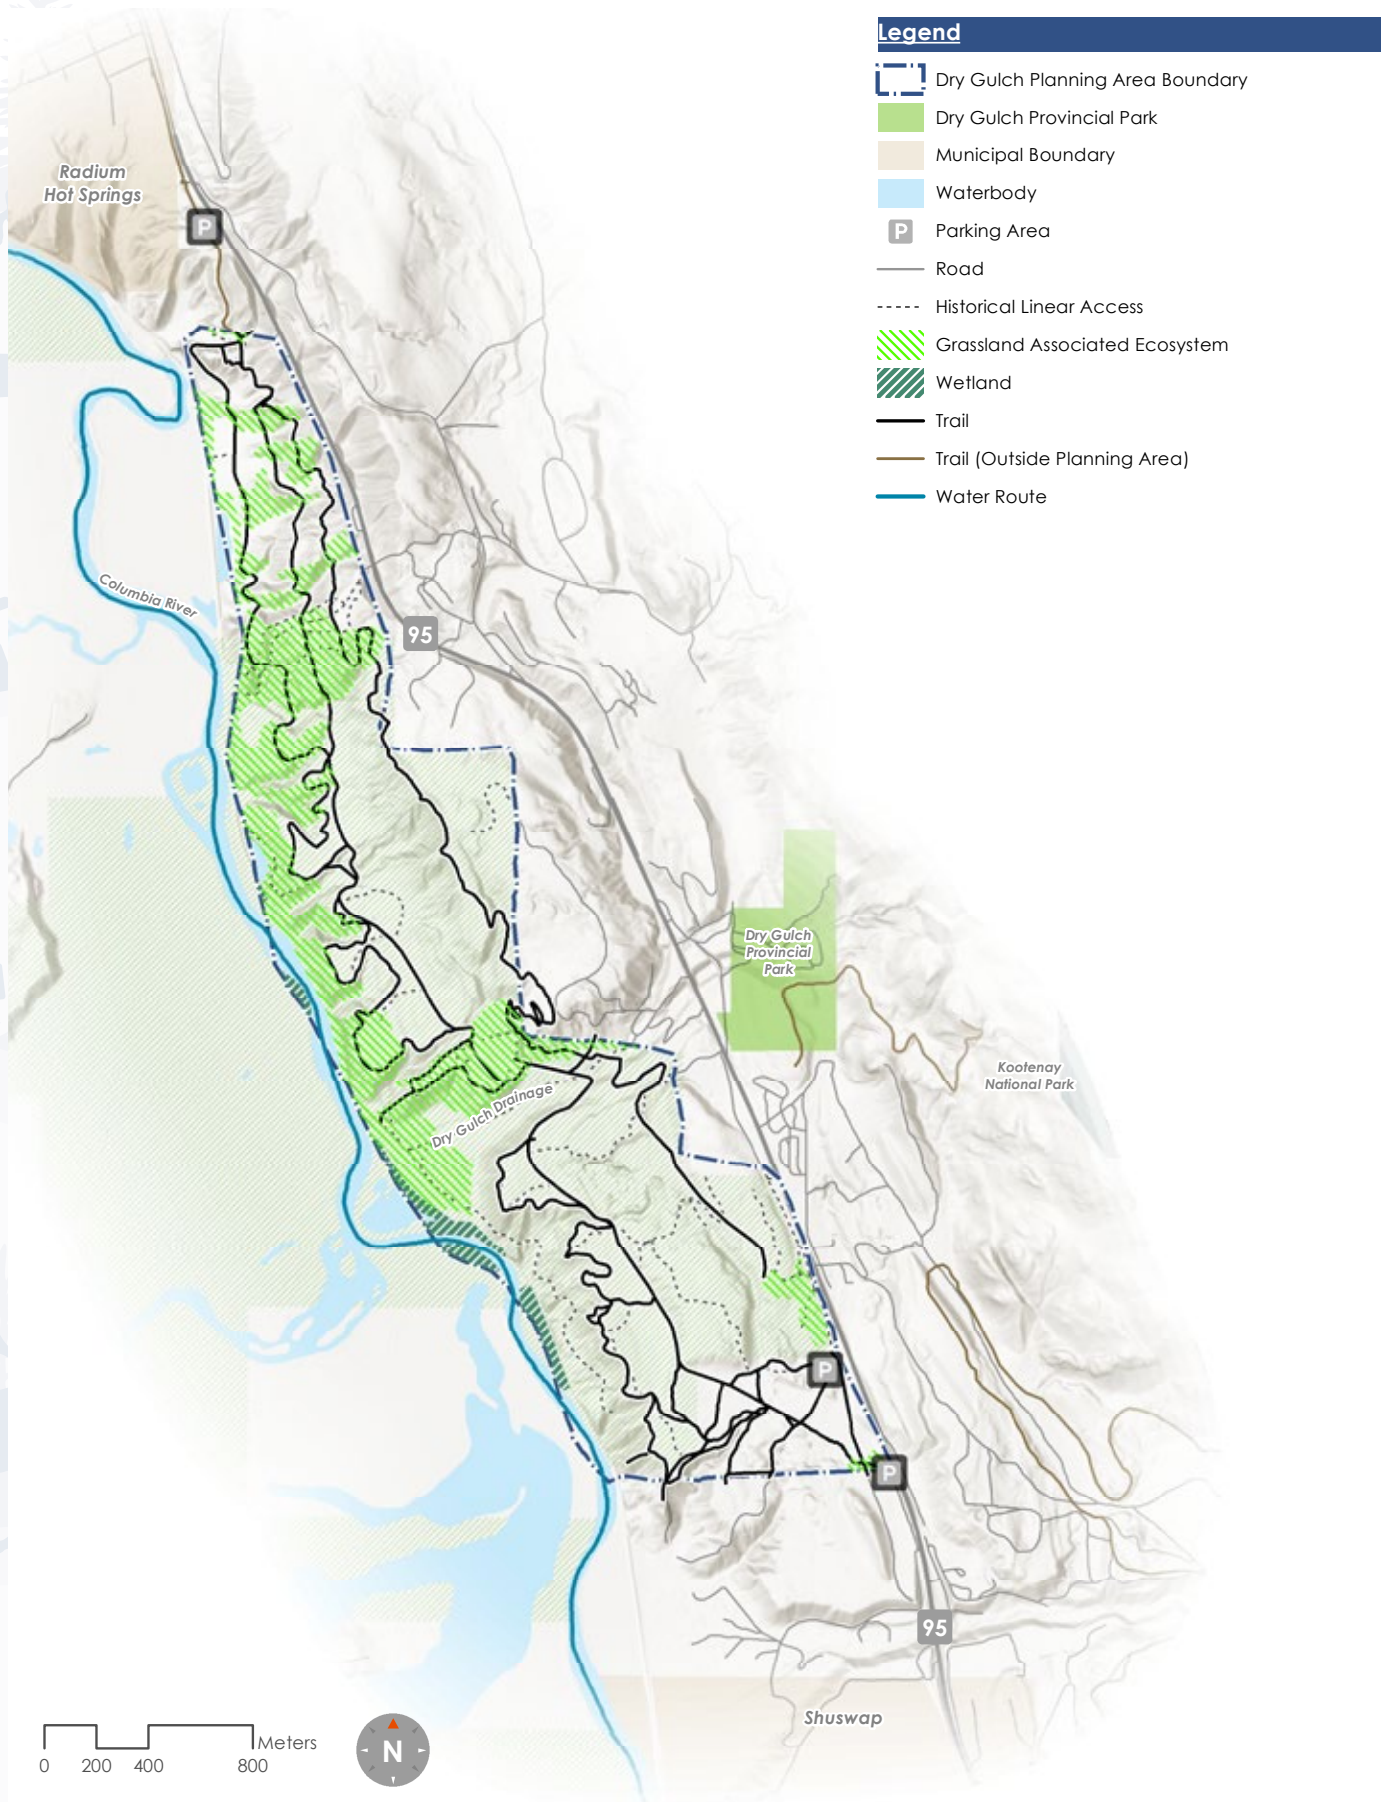 Legend
Dry Gulch Planning Area Boundary
Dry Gulch Provincial Park
Municipal Boundary
Waterbody
P
Parking Area
Road
Historical Linear Access
Grassland Associated Ecosystem
Wetland
Trail
Trail (Outside Planning Area)
Water Route
Radium
Hot Springs
P
Columbia River
95
Dry Gulch
Provincial
Park
Kootenay
National Park
Dry Gulch Drainage
P
P
95
Shuswap
Meters
0 200 400 800
N